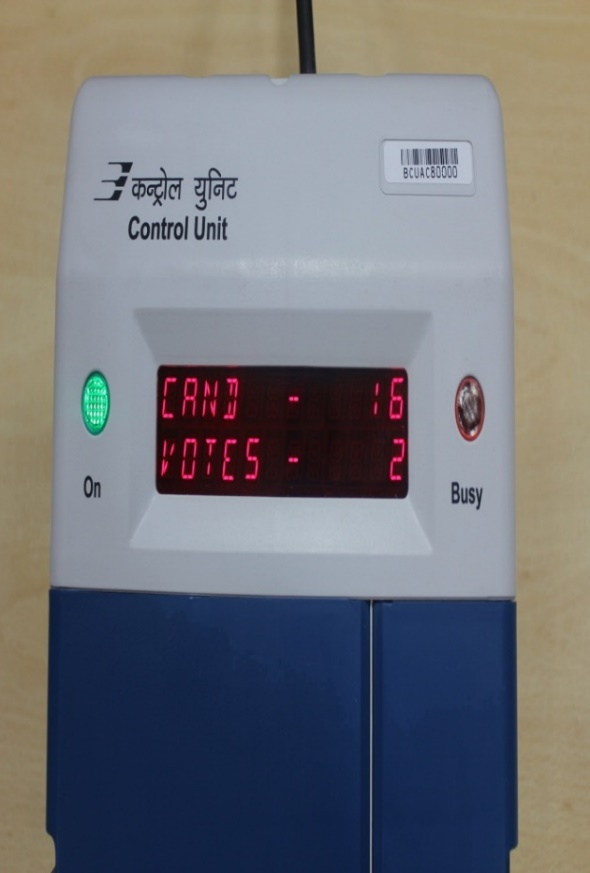 BCUAC80000
कन्ट्रोल युनिट
Control Unit
CAND - 16
VOTES - 2
On
Busy